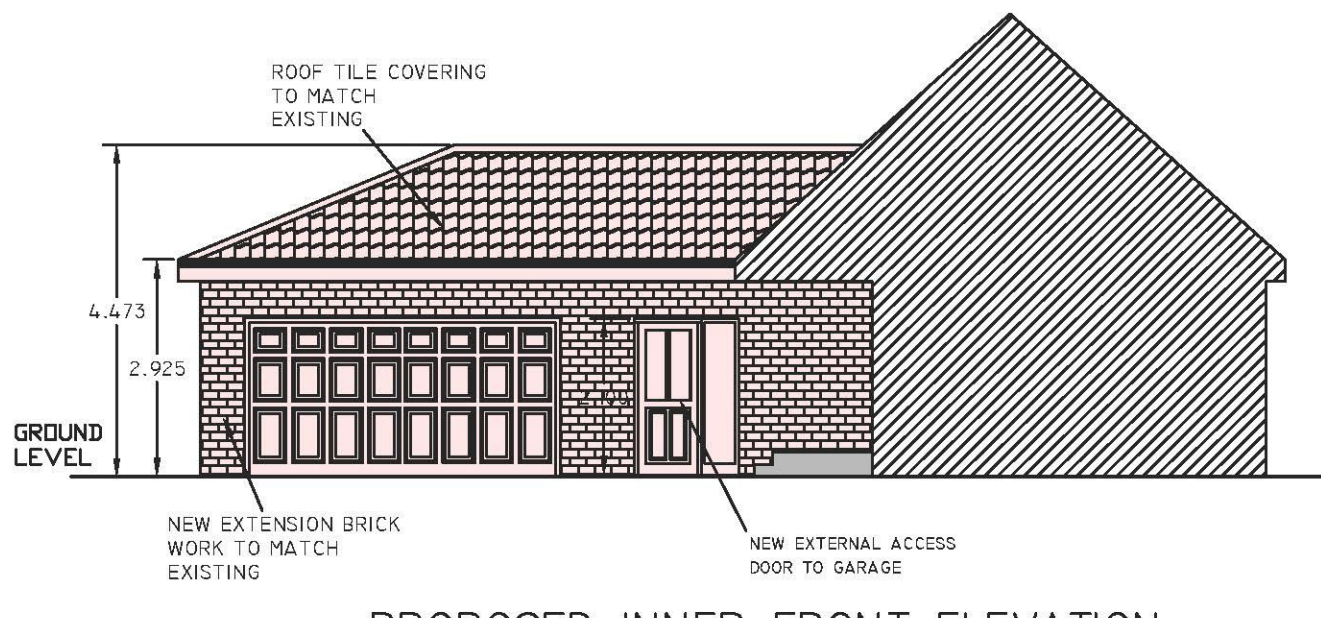 ROOF TILE COVERING
TO MATCH
EXISTING
4.473
2.925
GROUND
LEVEL
NEW EXTENSION BRICK
WORK TO MATCH
EXISTING
NEW EXTERNAL ACCESS
DOOR TO GARAGE
PROPOSED INNER FRONT ELEVATION